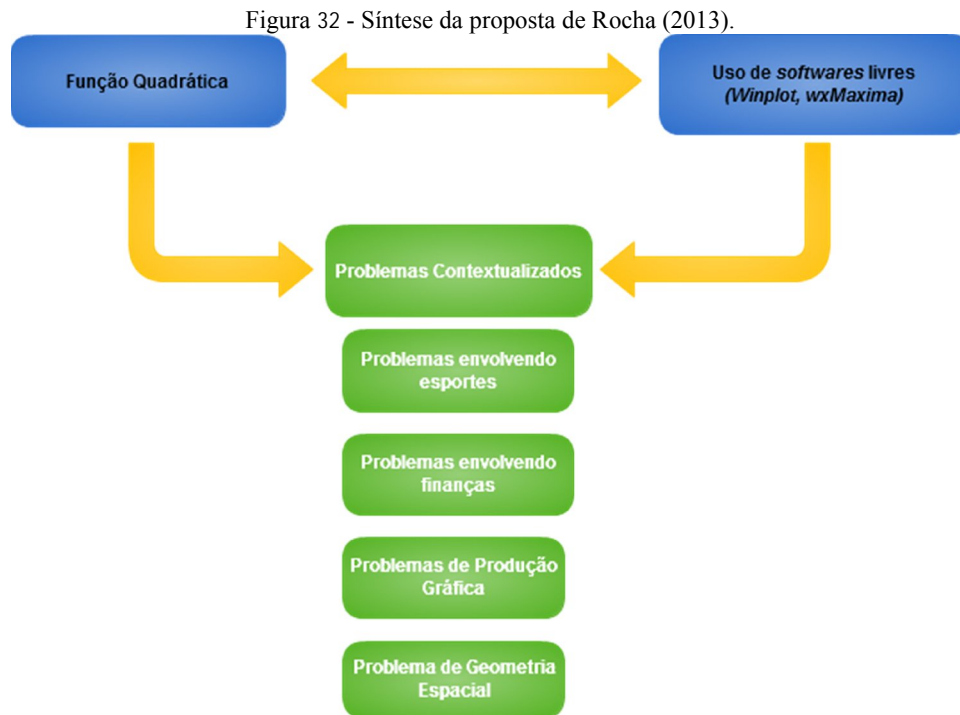 Figura 32 - Síntese da proposta de Rocha (2013).
Função Quadrática
Uso de softwares livres
(Winplot, wxMaxima)
Problemas Contextualizados
Problemas envolvendo
esportes
Problemas envolvendo
finanças
Problemas de Produção
Gráfica
Problema de Geometria
Espacial